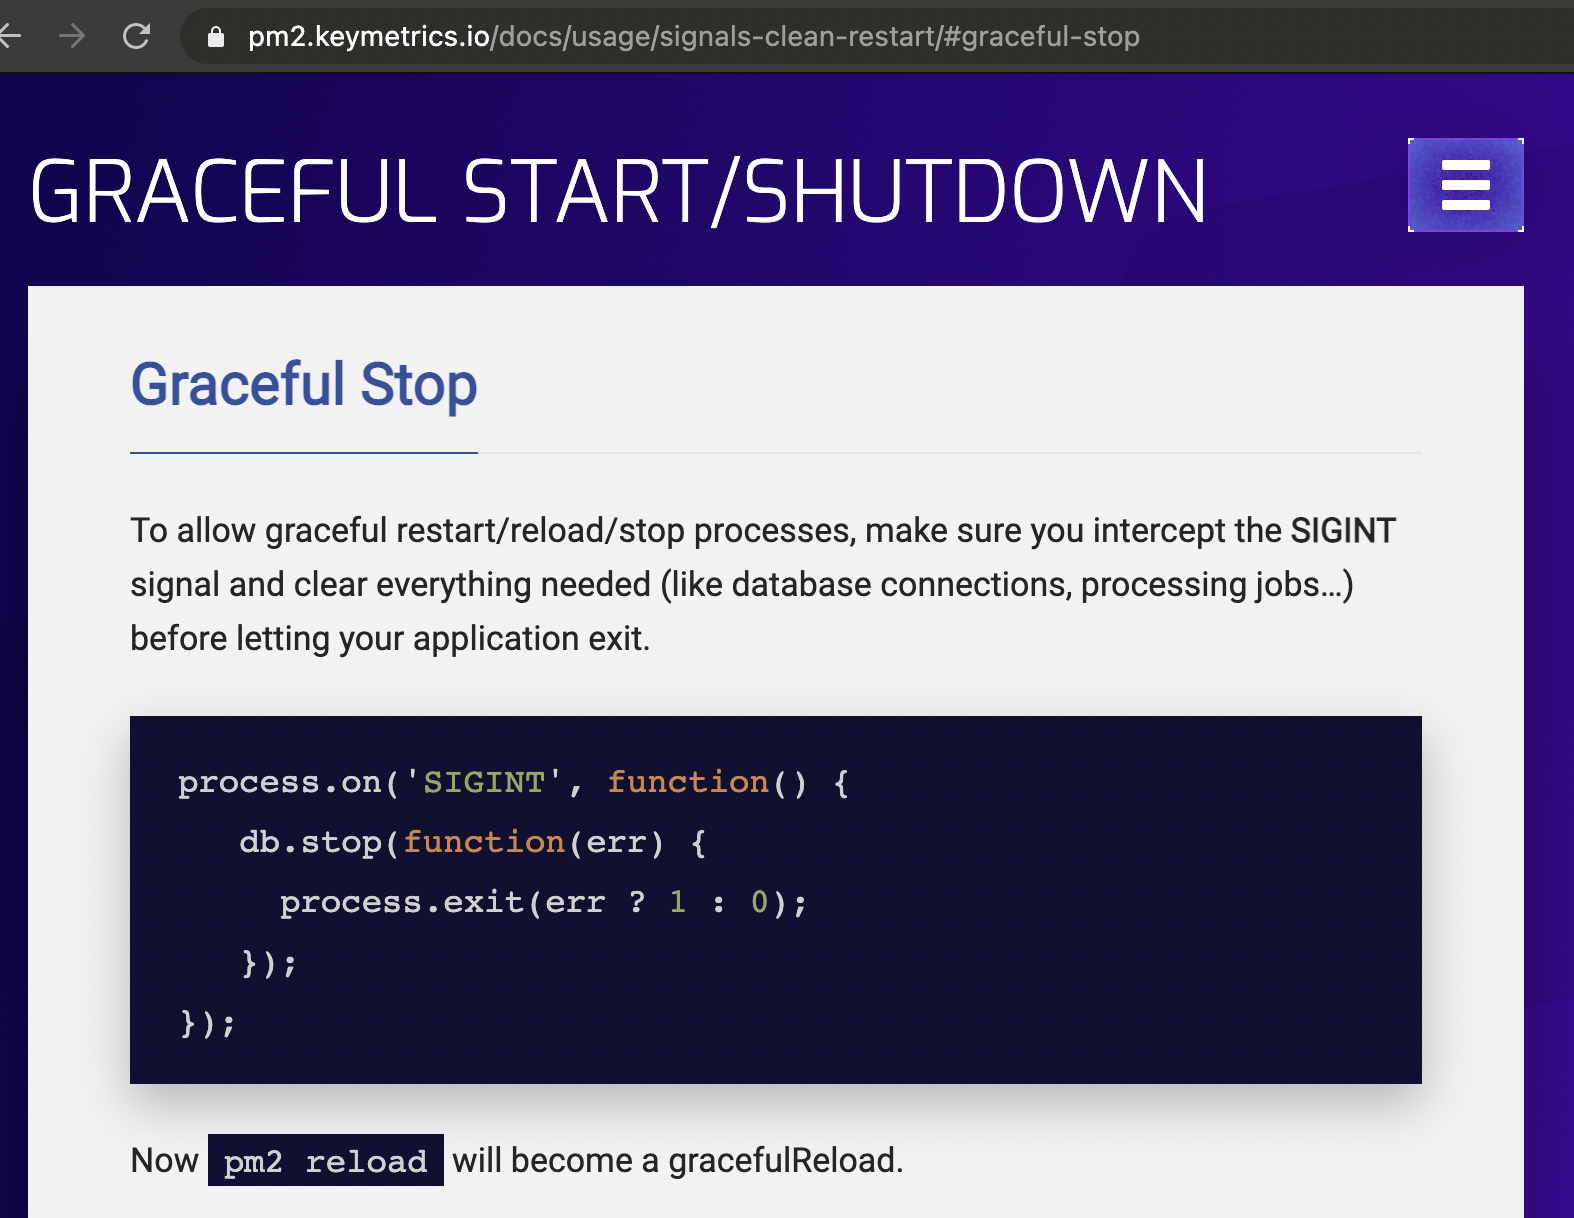 pm2.keymetrics.io/docs/usage/signals-clean-restart/#graceful-stop
GRACEFUL START/SHUTDOWN
Graceful Stop
To allow graceful restart/reload/stop processes, make sure you intercept the SIGINT
signal and clear everything needed (like database connections, processing jobs…)
before letting your application exit.
process.on('SIGINT', function() {
   db.stop(function(err) {
     process.exit(err ? 1 : 0);
   });
});
Now pm2 reload will become a gracefulReload.